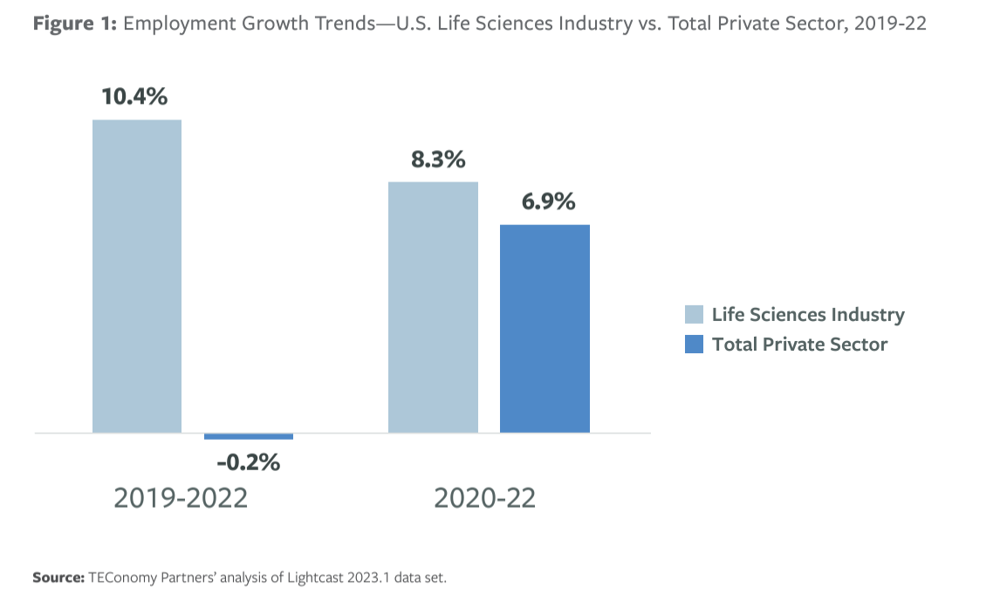 Figure 1: Employment Growth Trends—U.S. Life Sciences Industry vs. Total Private Sector, 2019-22
10.4%
8.3%
6.9%
Life Sciences Industry
Total Private Sector
-0.2%
2019-2022 2020-22
Source: TEConomy Partners’ analysis of Lightcast 2023.1 data set.